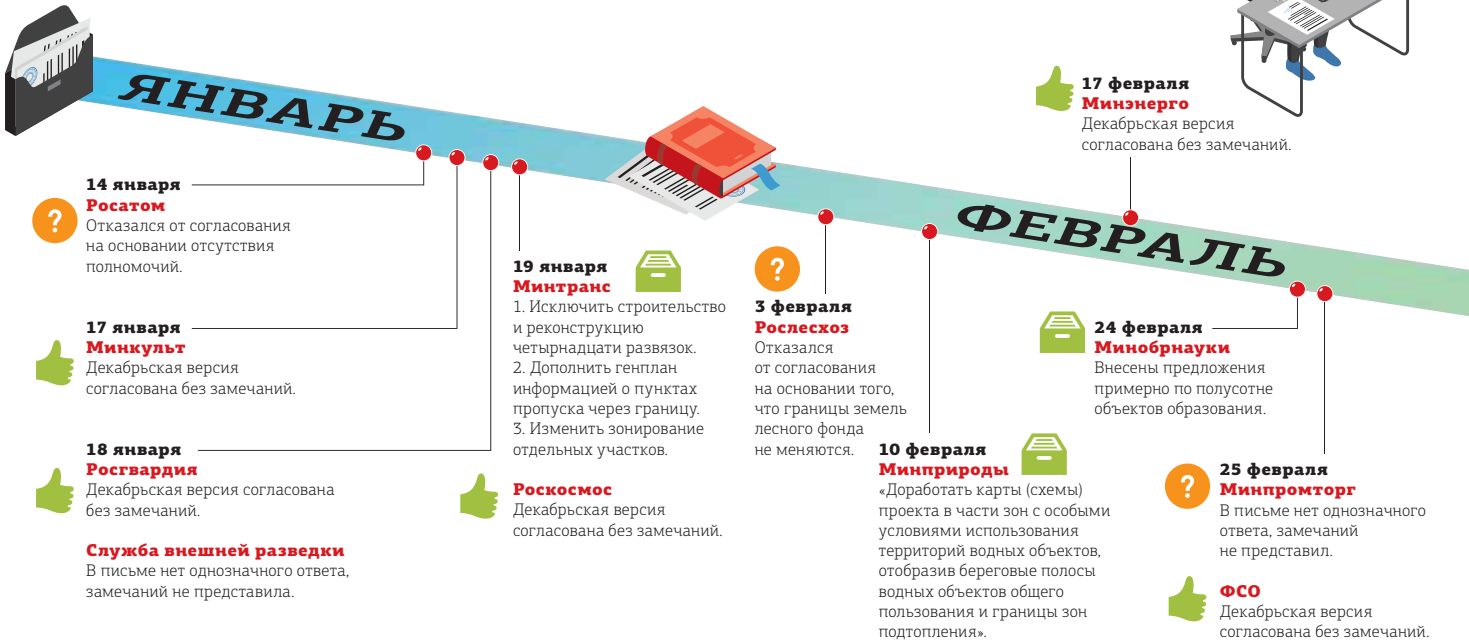 ЯНВАРЬ
14 января
Росатом
Отказался от согласования
на основании отсутствия
полномочий.
17 января
Минкульт
Декабрьская версия
согласована без замечаний.
18 января
Росгвардия
Декабрьская версия согласована
без замечаний.
Служба внешней разведки
В письме нет однозначного ответа,
замечаний не представила.
19 января
Минтранс
1. Исключить строительство
и реконструкцию
четырнадцати развязок.
2. Дополнить генплан
информацией о пунктах
пропуска через границу.
3. Изменить зонирование
отдельных участков.
Роскосмос
Декабрьская версия
согласована без замечаний.
ФЕВРАЛЬ
3 февраля
Рослесхоз
Отказался
от согласования
на основании того,
что границы земель
лесного фонда
не меняются.
10 февраля
Минприроды
«Доработать карты (схемы)
проекта в части зон с особыми
условиями использования
территорий водных объектов,
отобразив береговые полосы
водных объектов общего
пользования и границы зон
подтопления».
17 февраля
Минэнерго
Декабрьская версия
согласована без замечаний.
24 февраля
Минобрнауки
Внесены предложения
примерно по полусотне
объектов образования.
25 февраля
Минпромторг
В письме нет однозначного
ответа, замечаний
не представил.
ФСО
Декабрьская версия
согласована без замечаний.